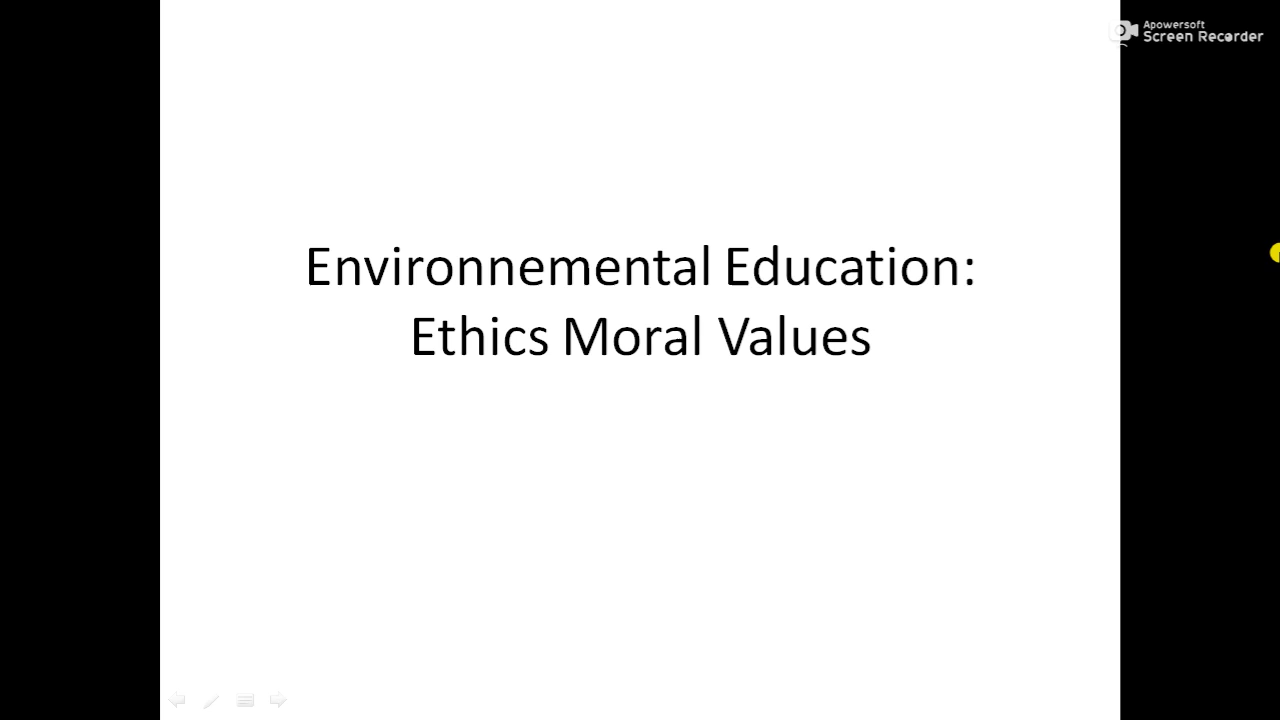 Apowersoft
Screen Recorder
Environnemental Education:
Ethics Moral Values